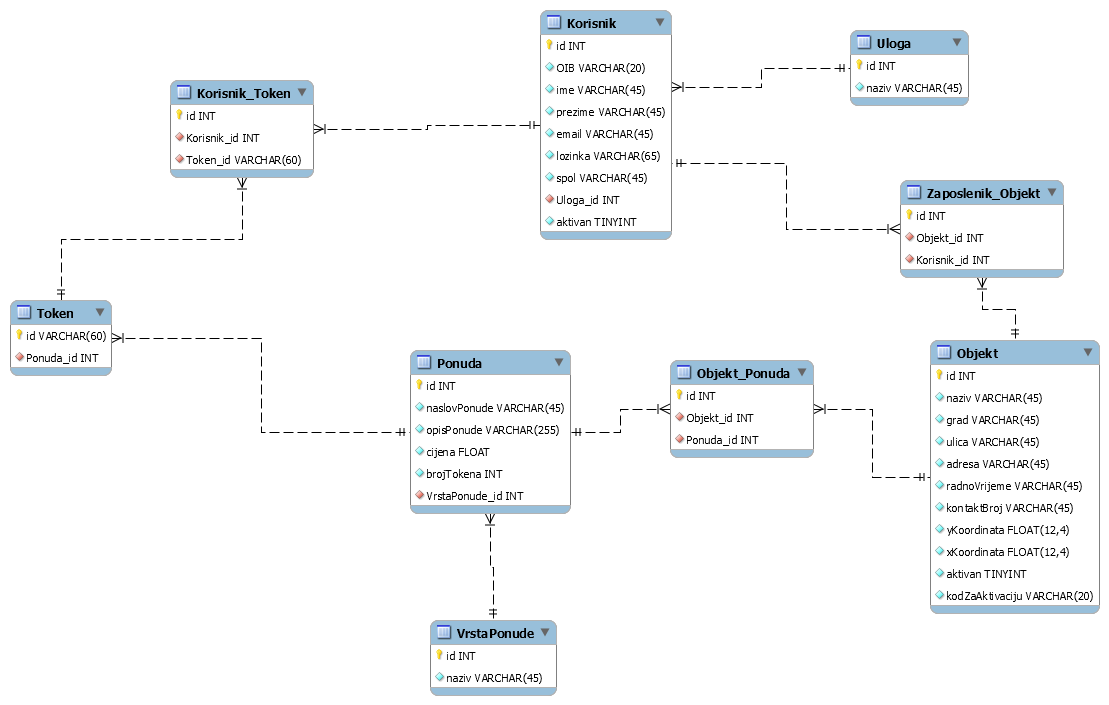 Korisnik
id INT
OIB VARCHAR(20)
ime VARCHAR(45)
prezime VARCHAR(45)
email VARCHAR(45)
lozinka VARCHAR(65)
spol VARCHAR(45)
Uloga_id INT
aktivan TINYINT
Uloga
id INT
naziv VARCHAR(45)
Korisnik_Token
id INT
Korisnik_id INT
Token_id VARCHAR(60)
Zaposlenik_Objekt
id INT
Objekt_id INT
Korisnik_id INT
Token
id VARCHAR(60)
Ponuda_id INT
Ponuda
id INT
naslovPonude VARCHAR(45)
opisPonude VARCHAR(255)
cijena FLOAT
brojTokena INT
VrstaPonude_id INT
Objekt_Ponuda
id INT
Objekt_id INT
Ponuda_id INT
Objekt
id INT
naziv VARCHAR(45)
grad VARCHAR(45)
ulica VARCHAR(45)
adresa VARCHAR(45)
radnoVrijeme VARCHAR(45)
kontaktBroj VARCHAR(45)
yKoordinata FLOAT(12,4)
xKoordinata FLOAT(12,4)
aktivan TINYINT
kodZaAktivaciju VARCHAR(20)
VrstaPonude
id INT
naziv VARCHAR(45)